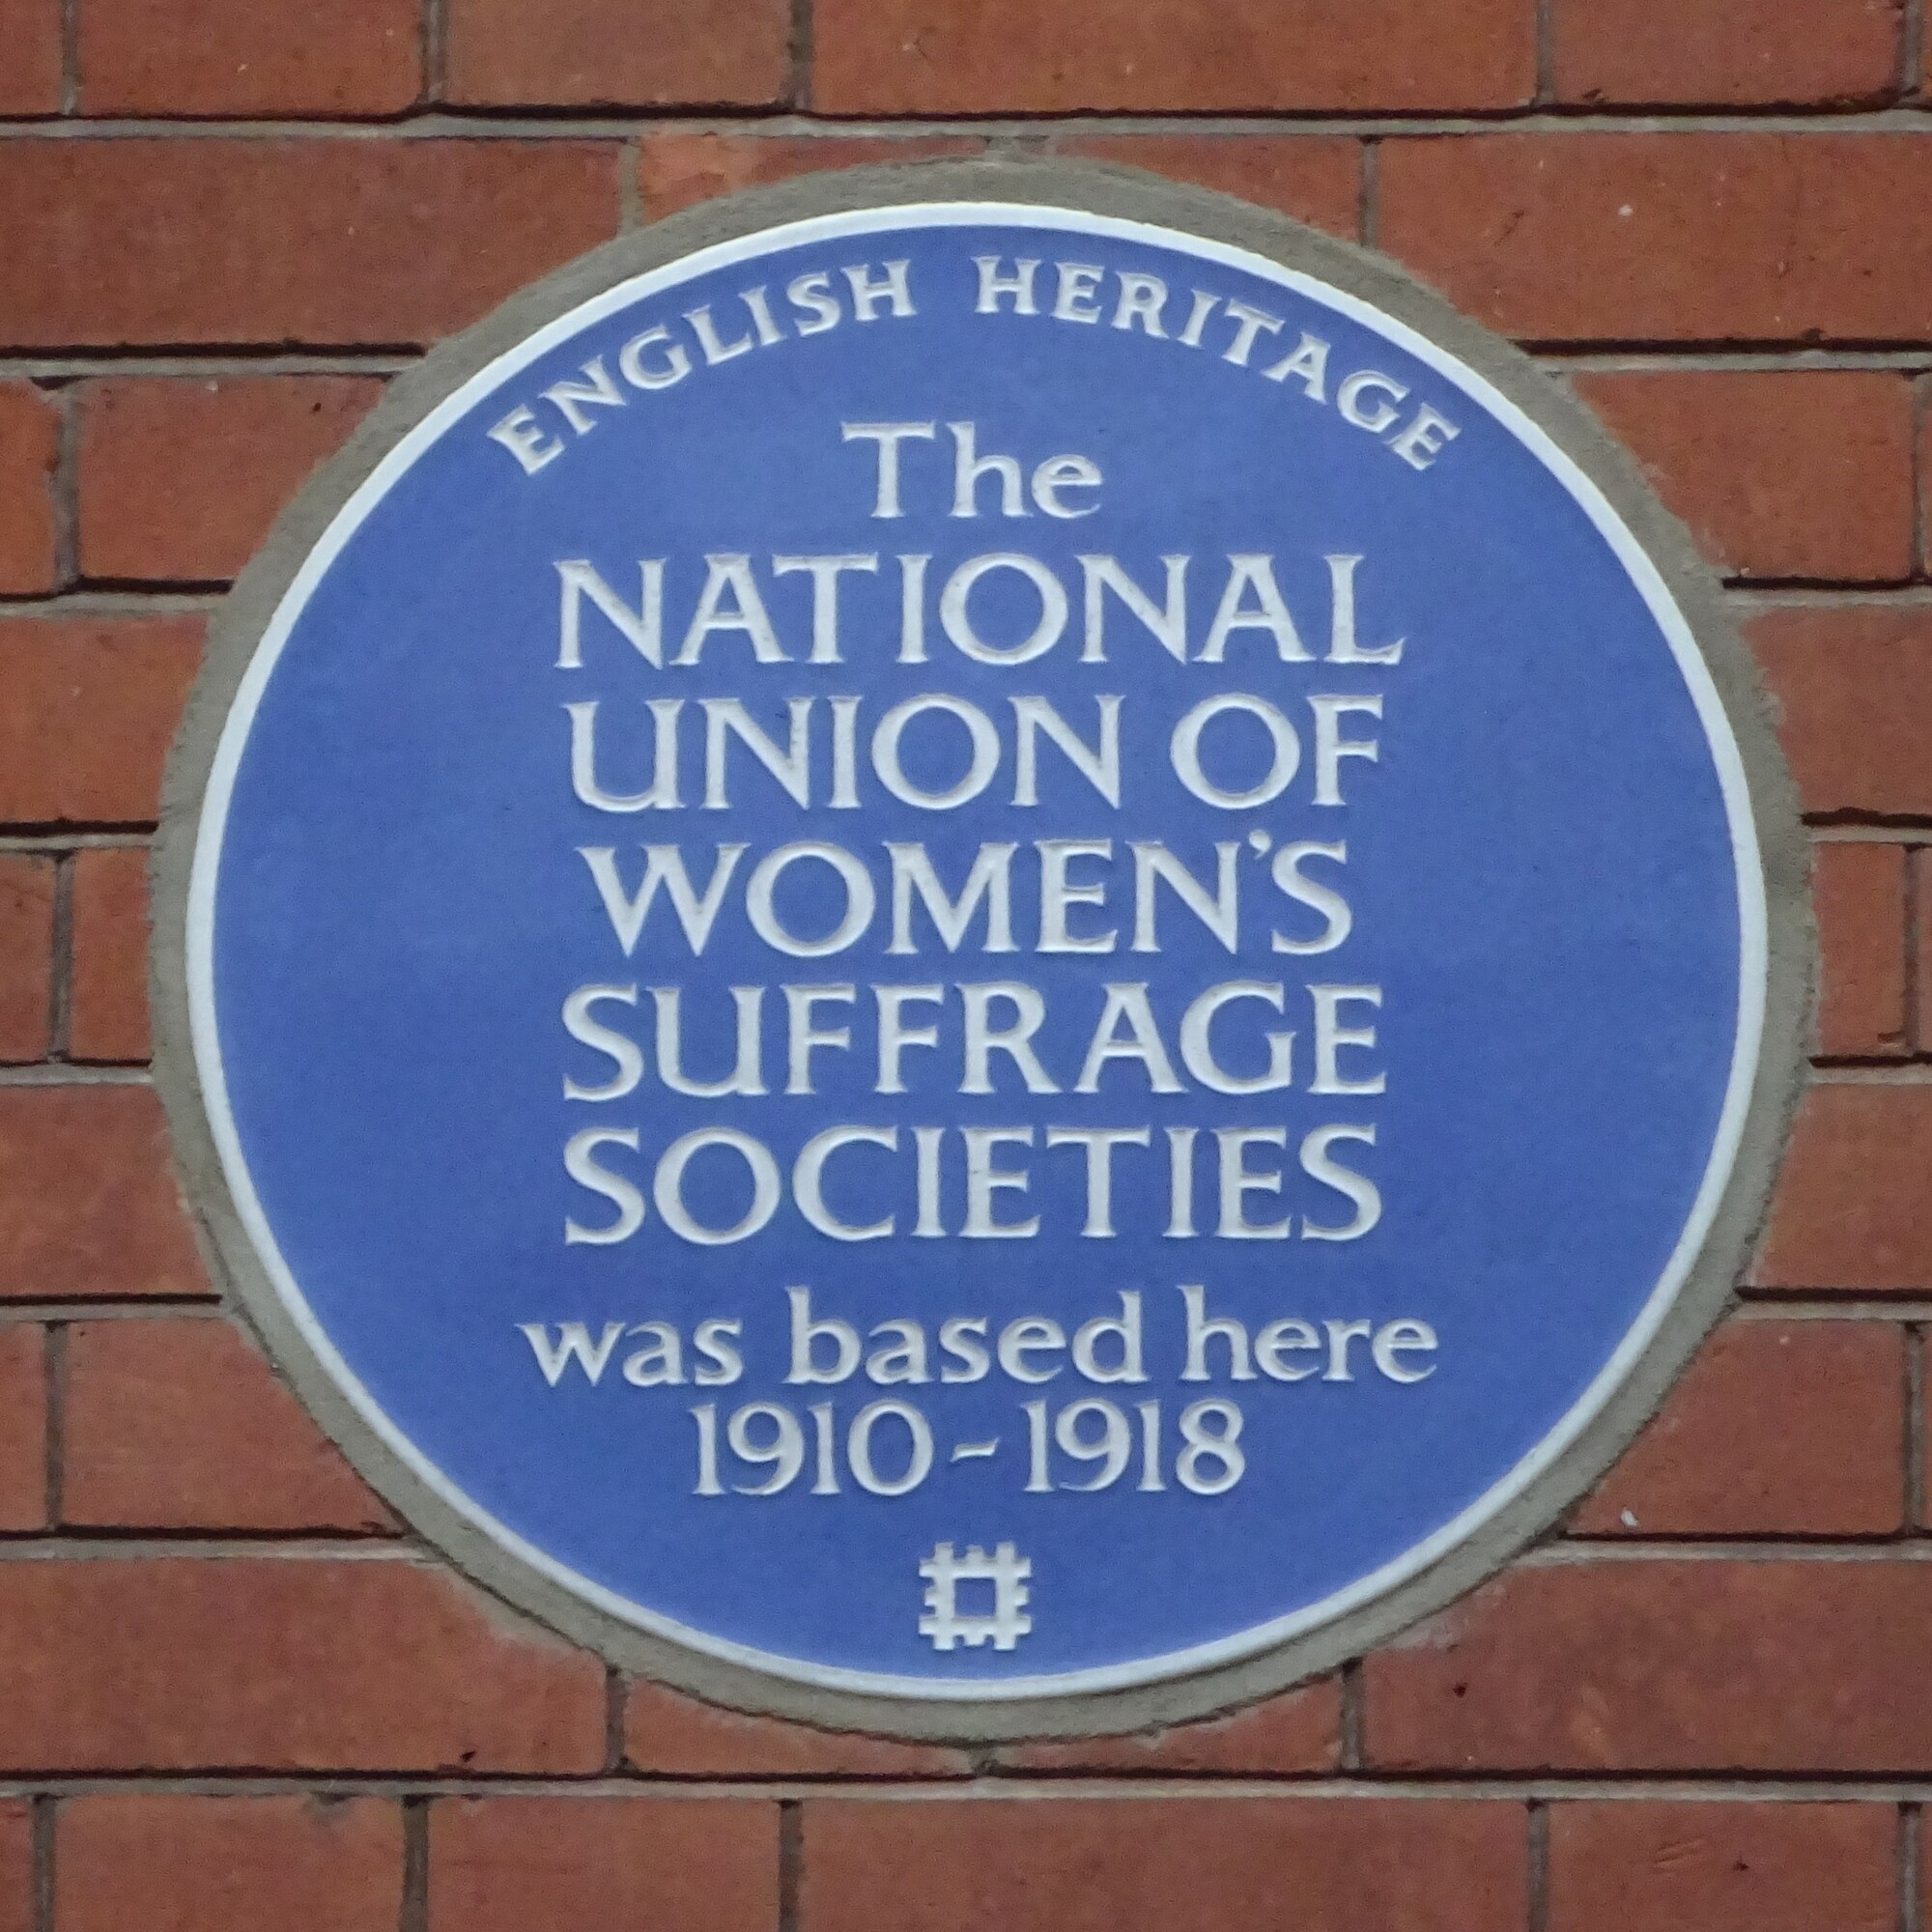 ENGLISH HERITAGE
The
NATIONAL
UNION OF
WOMEN'S
SUFFRAGE
SOCIETIES
was based here
1910-1918